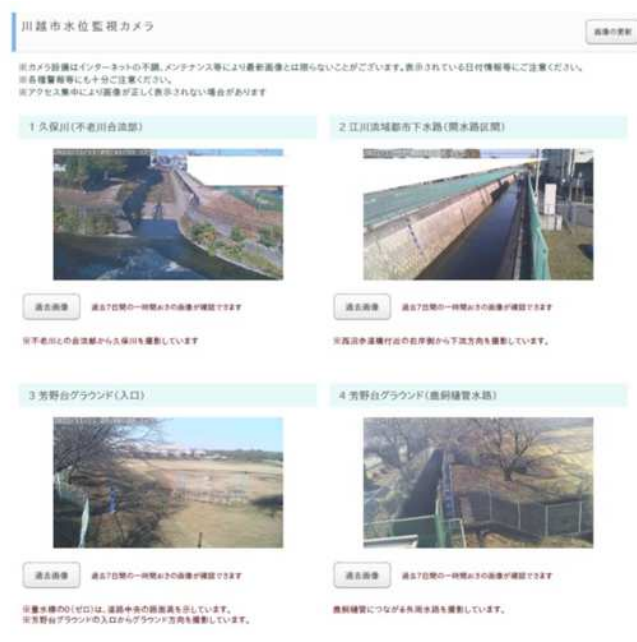 川越市水位監視カメラ
画像の更新
※カメラ設備はインターネットの不調、メンテナンス等により最新画像とは限らないことがございます。表示されている日付情報等にご注意ください。
※各種警報等にも十分ご注意ください。
※アクセス集中により画像が正しく表示されない場合があります
1 久保川(不老川合流部)
2 江川流域都市下水路(開水路区間)
過去画像
過去7日間の一時間おきの画像が確認できます
過去画像
過去7日間の一時間おきの画像が確認できます
※不老川との合流部から久保川を撮影しています
歩道橋付近の右岸側から下流方向を撮影しています。
3 芳野台グラウンド(入口)
4 芳野台グラウンド(鹿飼樋管水路)
過去画像
過去7日間の一時間おきの画像が確認できます
過去画像
過去7日間の一時間おきの画像が確認できます
※量水標の0(ゼロ)は、道路中央の路面高を示しています。
※芳野台グラウンドの入口からグラウンド方向を撮影しています。
鹿飼樋管につながる外周水路を撮影しています。